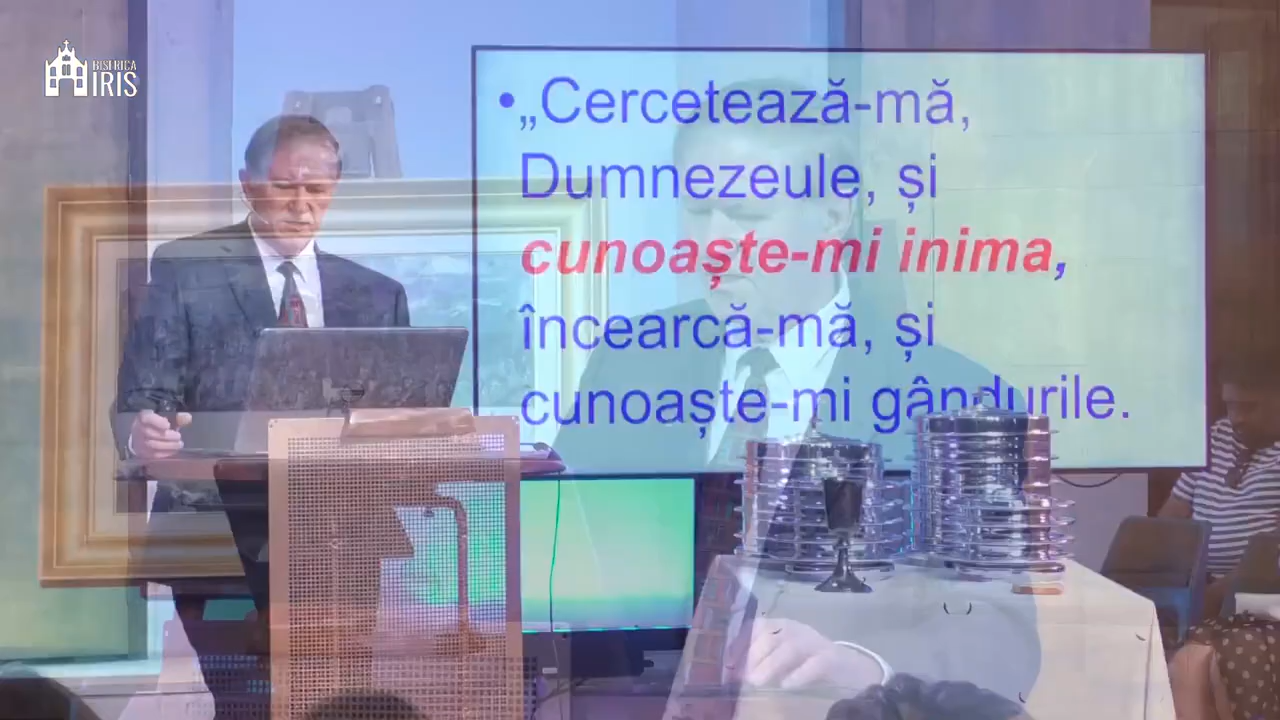 BISERICA
IRIS
•„Cercetează-mă,
Dumnezeule, și
cunoaște-mi inima,
încearcă-mă, și
cunoaște-mi gândurile.